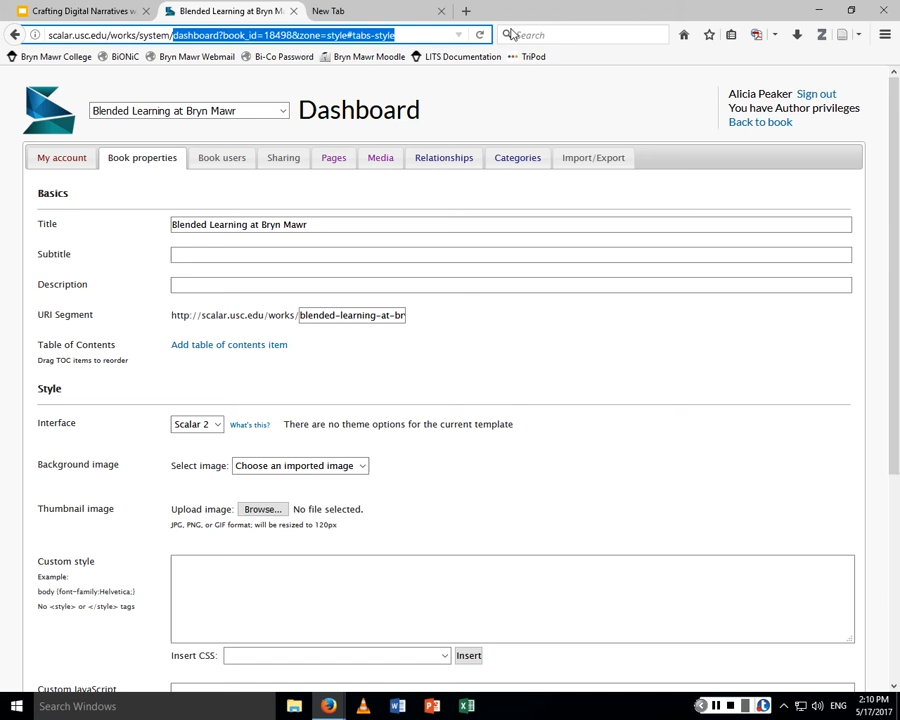 Crafting Digital Narratives w
Blended Learning at Bryn M
New Tab
scalar.usc.edu/works/system/dashboard?book_id=18498&zone=style#tabs-style
Search
Bryn Mawr College
BiONiC
Bryn Mawr Webmail
Bi-Co Password
Bryn Mawr Moodle
LITS Documentation
TriPod
Blended Learning at Bryn Mawr
Dashboard
Alicia Peaker Sign out
You have Author privileges
Back to book
My account
Book properties
Book users
Sharing
Pages
Media
Relationships
Categories
Import/Export
Basics
Title
Blended Learning at Bryn Mawr
Subtitle
Description
URI Segment
http://scalar.usc.edu/works/blended-learning-at-br
Table of Contents
Add table of contents item
Drag TOC items to reorder
Style
Interface
Scalar 2
What's this?
There are no theme options for the current template
Background image
Select image: Choose an imported image
Thumbnail image
Upload image: Browse... No file selected.
JPG, PNG, or GIF format; will be resized to 120px
Custom style
Example:
body {font-family:Helvetica;}
No <style> or </style> tags
Insert CSS:
Insert
Custom JavaScript
Search Windows
ENG
2:10 PM
5/17/2017